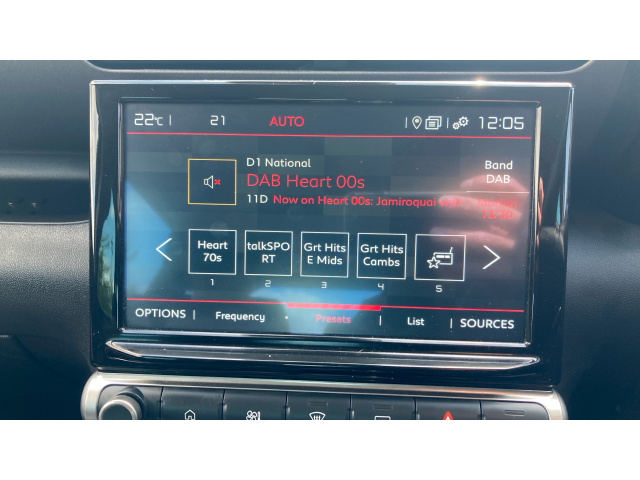 22°C 21 AUTO 12:05
D1 National
DAB Heart 00s
11D Now on Heart 00s: Jamiroquai
Band
DAB
Heart
70s
talkSPO
RT
Grt Hits
E Mids
Grt Hits
Cambs
1 2 3 4 5
OPTIONS Frequency Presets List SOURCES